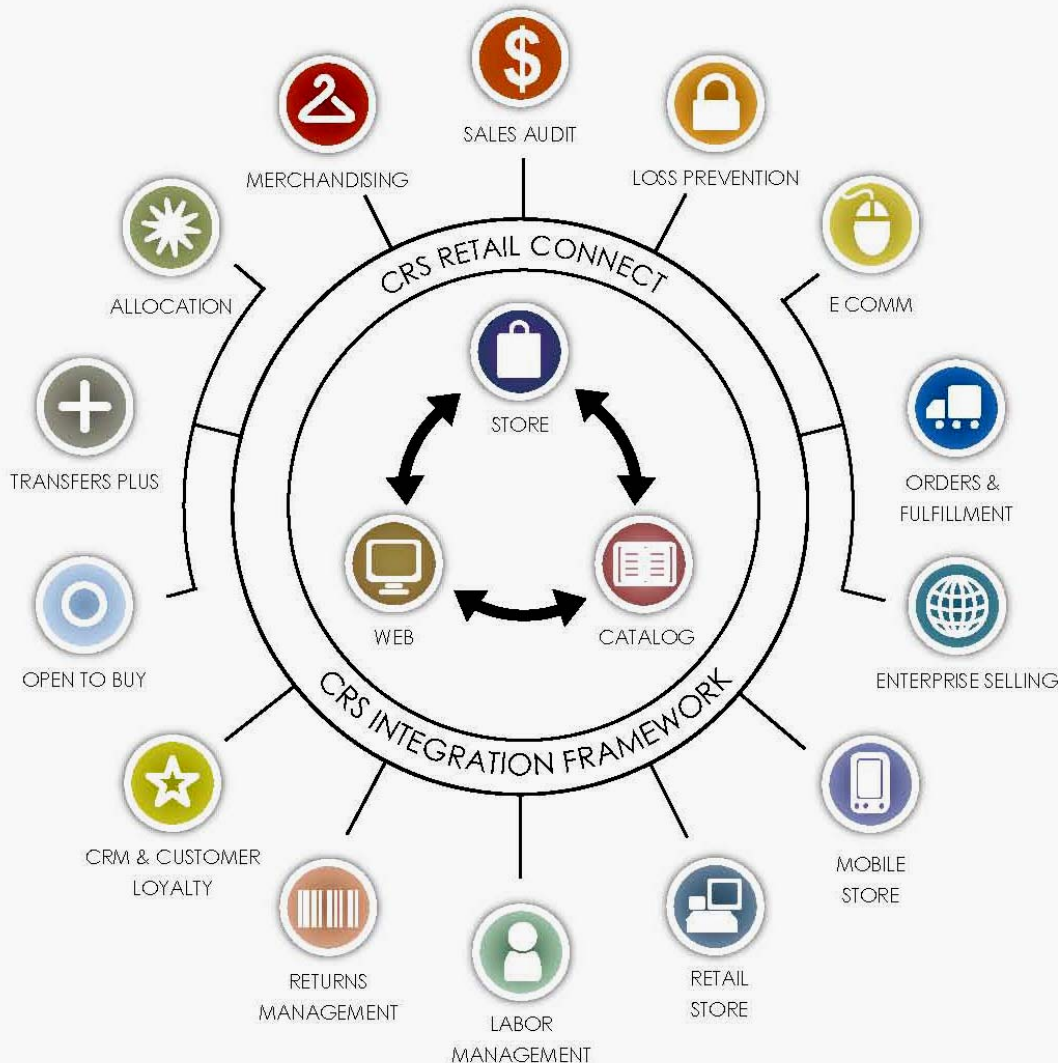 $
SALES AUDIT
MERCHANDISING
LOSS PREVENTION
ALLOCATION
E COMM
CRS RETAIL CONNECT
STORE
TRANSFERS PLUS
ORDERS &
FULFILLMENT
WEB
CATALOG
OPEN TO BUY
ENTERPRISE SELLING
CRS INTEGRATION FRAMEWORK
CRM & CUSTOMER
LOYALTY
MOBILE
STORE
RETURNS
MANAGEMENT
RETAIL
STORE
LABOR
MANAGEMENT